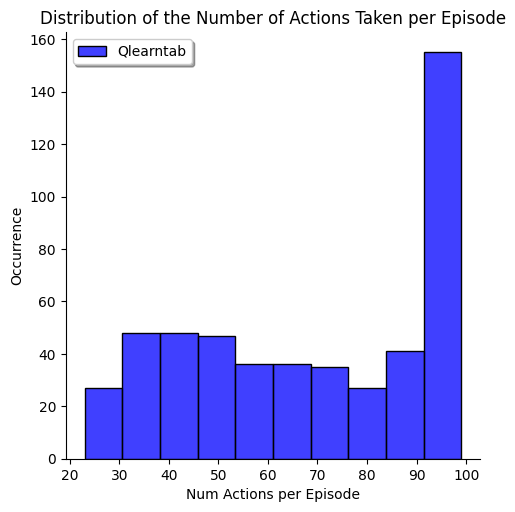 Distribution of the Number of Actions Taken per Episode
Qlearntab
160
140
120
100
80
60
40
20
0
Occurrence
20 30 40 50 60 70 80 90 100
Num Actions per Episode